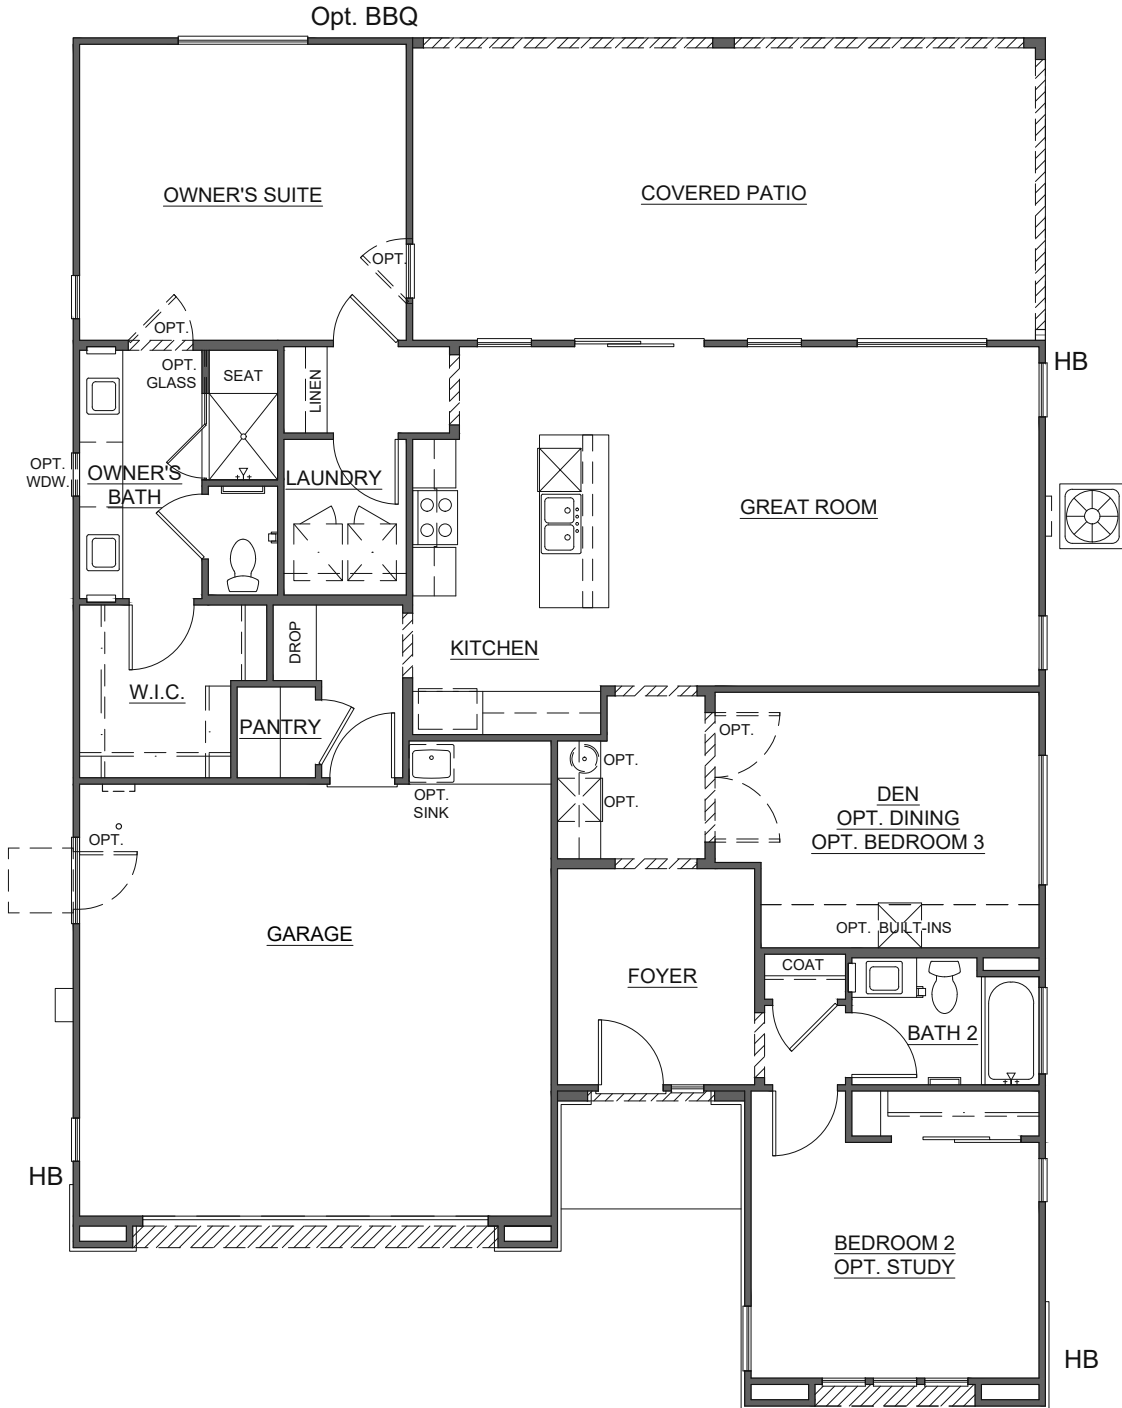 Opt. BBQ
OWNER'S SUITE
COVERED PATIO
OPT.
OPT.
OPT.
GLASS
SEAT
LINEN
HB
OPT.
WDW.
OWNER'S
BATH
LAUNDRY
GREAT ROOM
DROP
KITCHEN
W.I.C.
PANTRY
OPT.
OPT.
OPT.
OPT.
SINK
DEN
OPT. DINING
OPT. BEDROOM 3
OPT.
OPT. BUILT-INS
GARAGE
FOYER
COAT
BATH 2
HB
BEDROOM 2
OPT. STUDY
HB